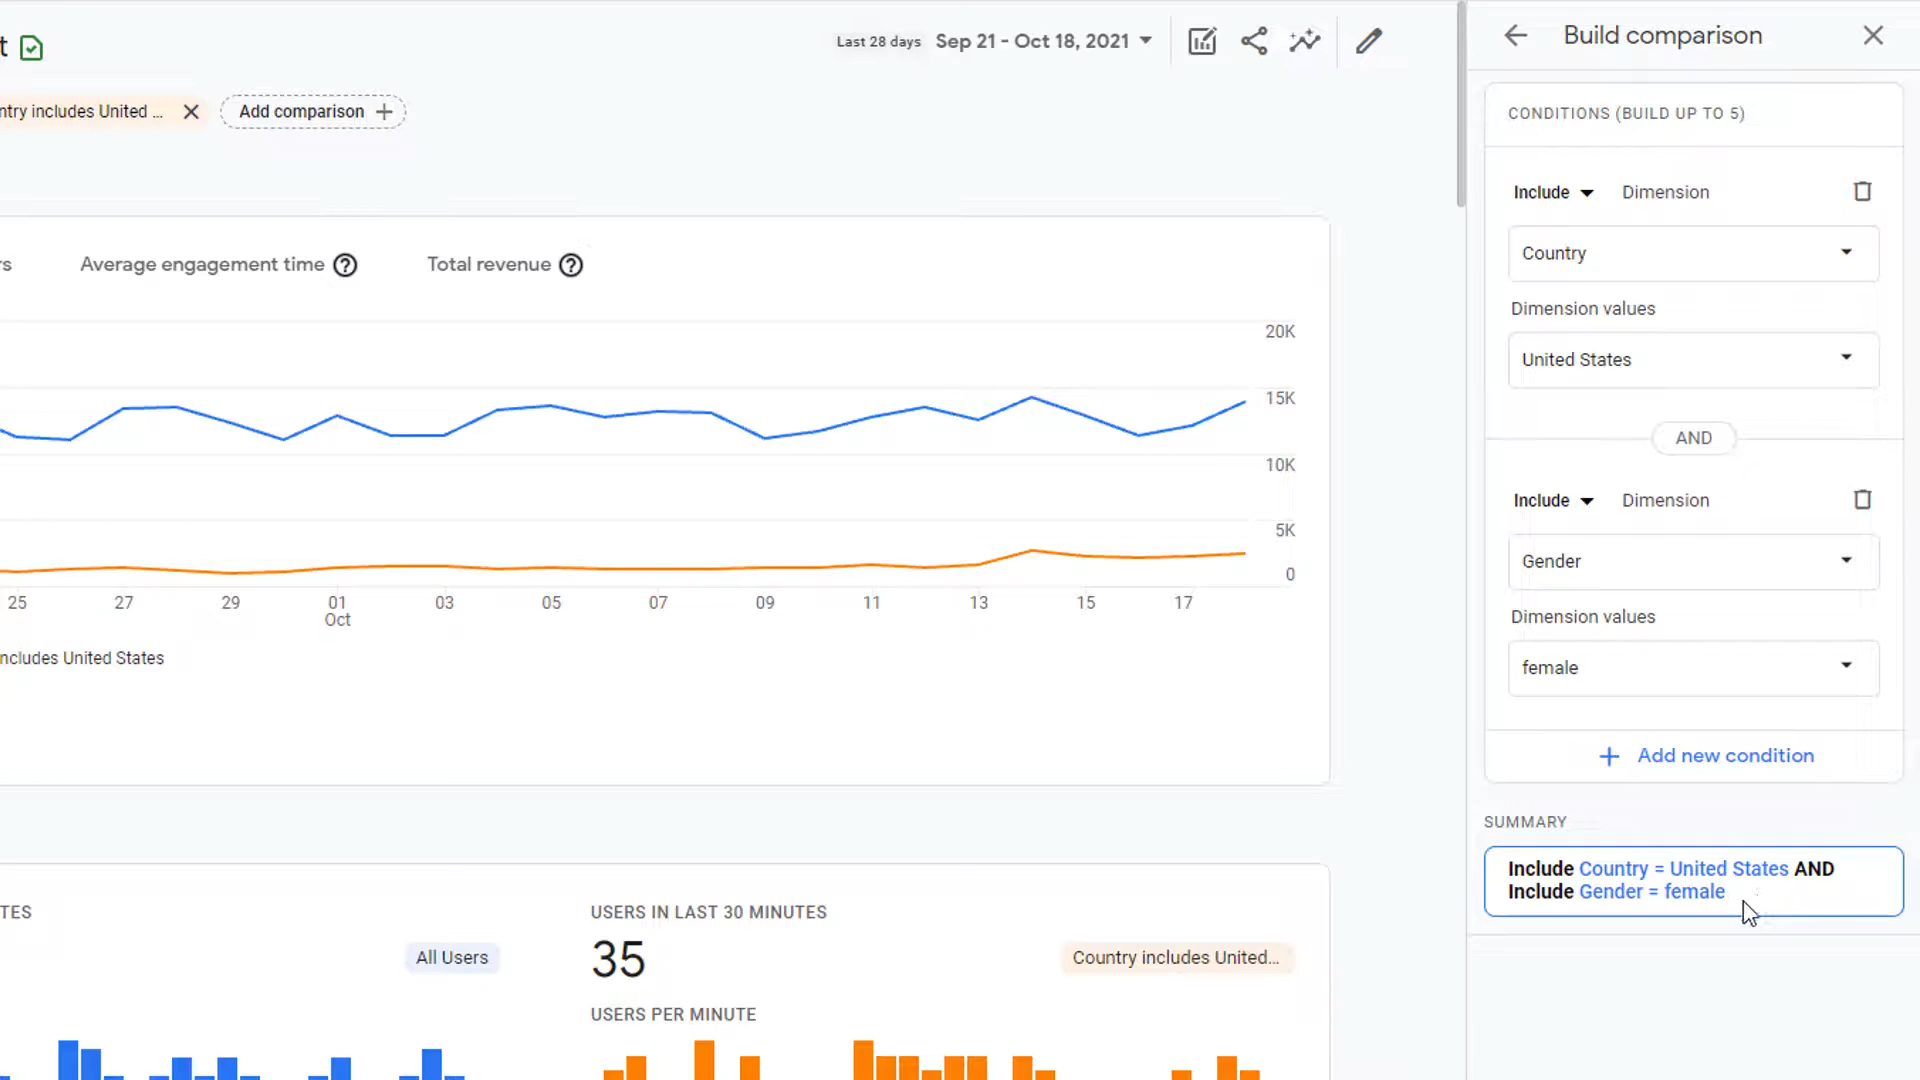 t
Last 28 days Sep 21 - Oct 18, 2021
Build comparison
ntry includes United ...
Add comparison
CONDITIONS (BUILD UP TO 5)
Include Dimension
Country
Dimension values
United States
AND
Include Dimension
Gender
Dimension values
female
Add new condition
SUMMARY
Include Country = United States AND
Include Gender = female
rs
Average engagement time
Total revenue
20K
15K
10K
5K
0
25 27 29 01 03 05 07 09 11 13 15 17
Oct
ncludes United States
TES
All Users
USERS IN LAST 30 MINUTES
35
Country includes United...
USERS PER MINUTE